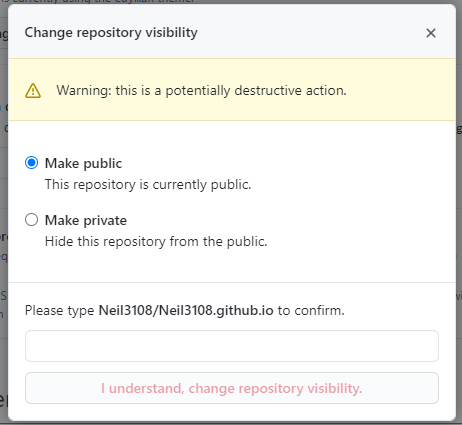 Change repository visibility
Warning: this is a potentially destructive action.
Make public
This repository is currently public.
Make private
Hide this repository from the public.
Please type Neil3108/Neil3108.github.io to confirm.
I understand, change repository visibility.